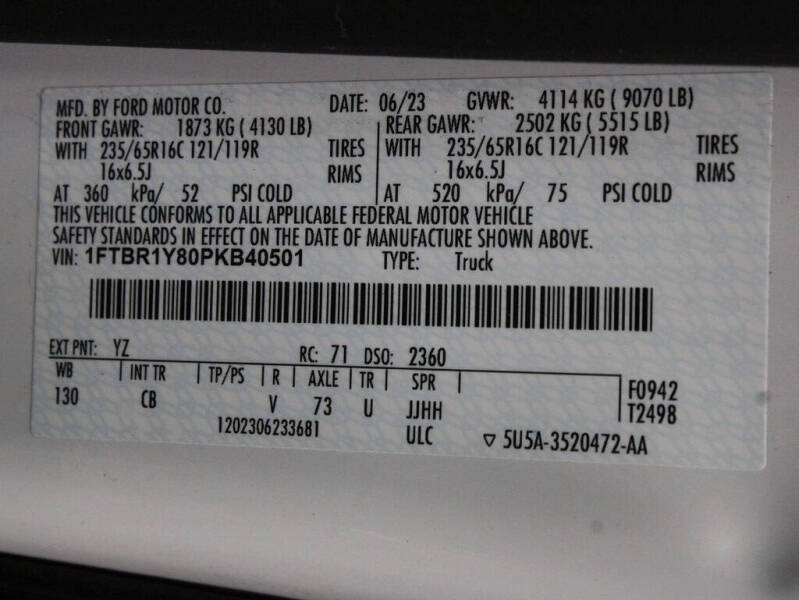 MFD. BY FORD MOTOR CO. DATE: 06/23 GVWR: 4114 KG ( 9070 LB)
FRONT GAWR: 1873 KG ( 4130 LB) REAR GAWR: 2502 KG ( 5515 LB)
WITH 235/65R16C 121/119R TIRES WITH 235/65R16C 121/119R TIRES
16x6.5J RIMS 16x6.5J RIMS
AT 360 kPa/ 52 PSI COLD AT 520 kPa/ 75 PSI COLD
THIS VEHICLE CONFORMS TO ALL APPLICABLE FEDERAL MOTOR VEHICLE
SAFETY STANDARDS IN EFFECT ON THE DATE OF MANUFACTURE SHOWN ABOVE.
VIN: 1FTBR1Y80PKB40501 TYPE: Truck
EXT PNT: YZ RC: 71 DSO: 2360
WB INT TR TP/PS R AXLE TR SPR F0942
130 CB V 73 U JJHH T2498
1202306233681 ULC ▽ 5U5A-3520472-AA